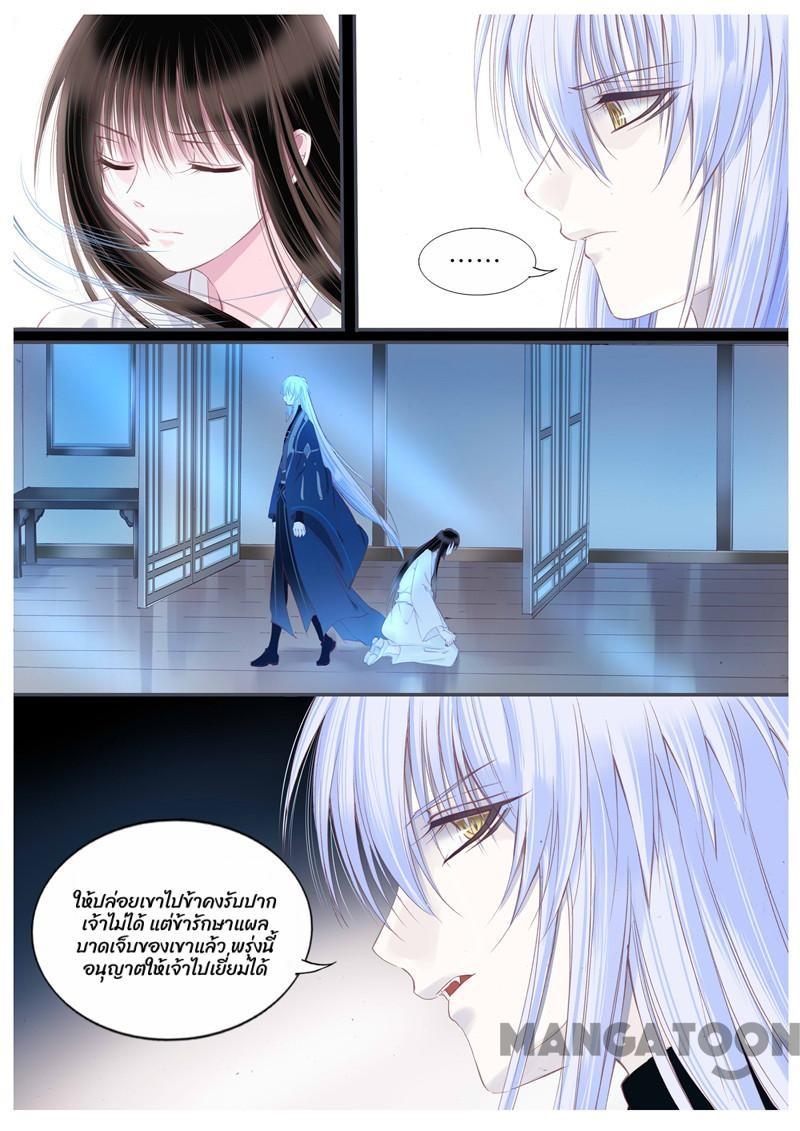 ......
ให้ปล่อยเขาไปข้าคงรับปาก
เจ้าไม่ได้ แต่ข้ารักษาแผล
บาดเจ็บของเขาแล้ว พรุ่งนี้
อนุญาตให้เจ้าไปเยี่ยมได้
MANGATOON